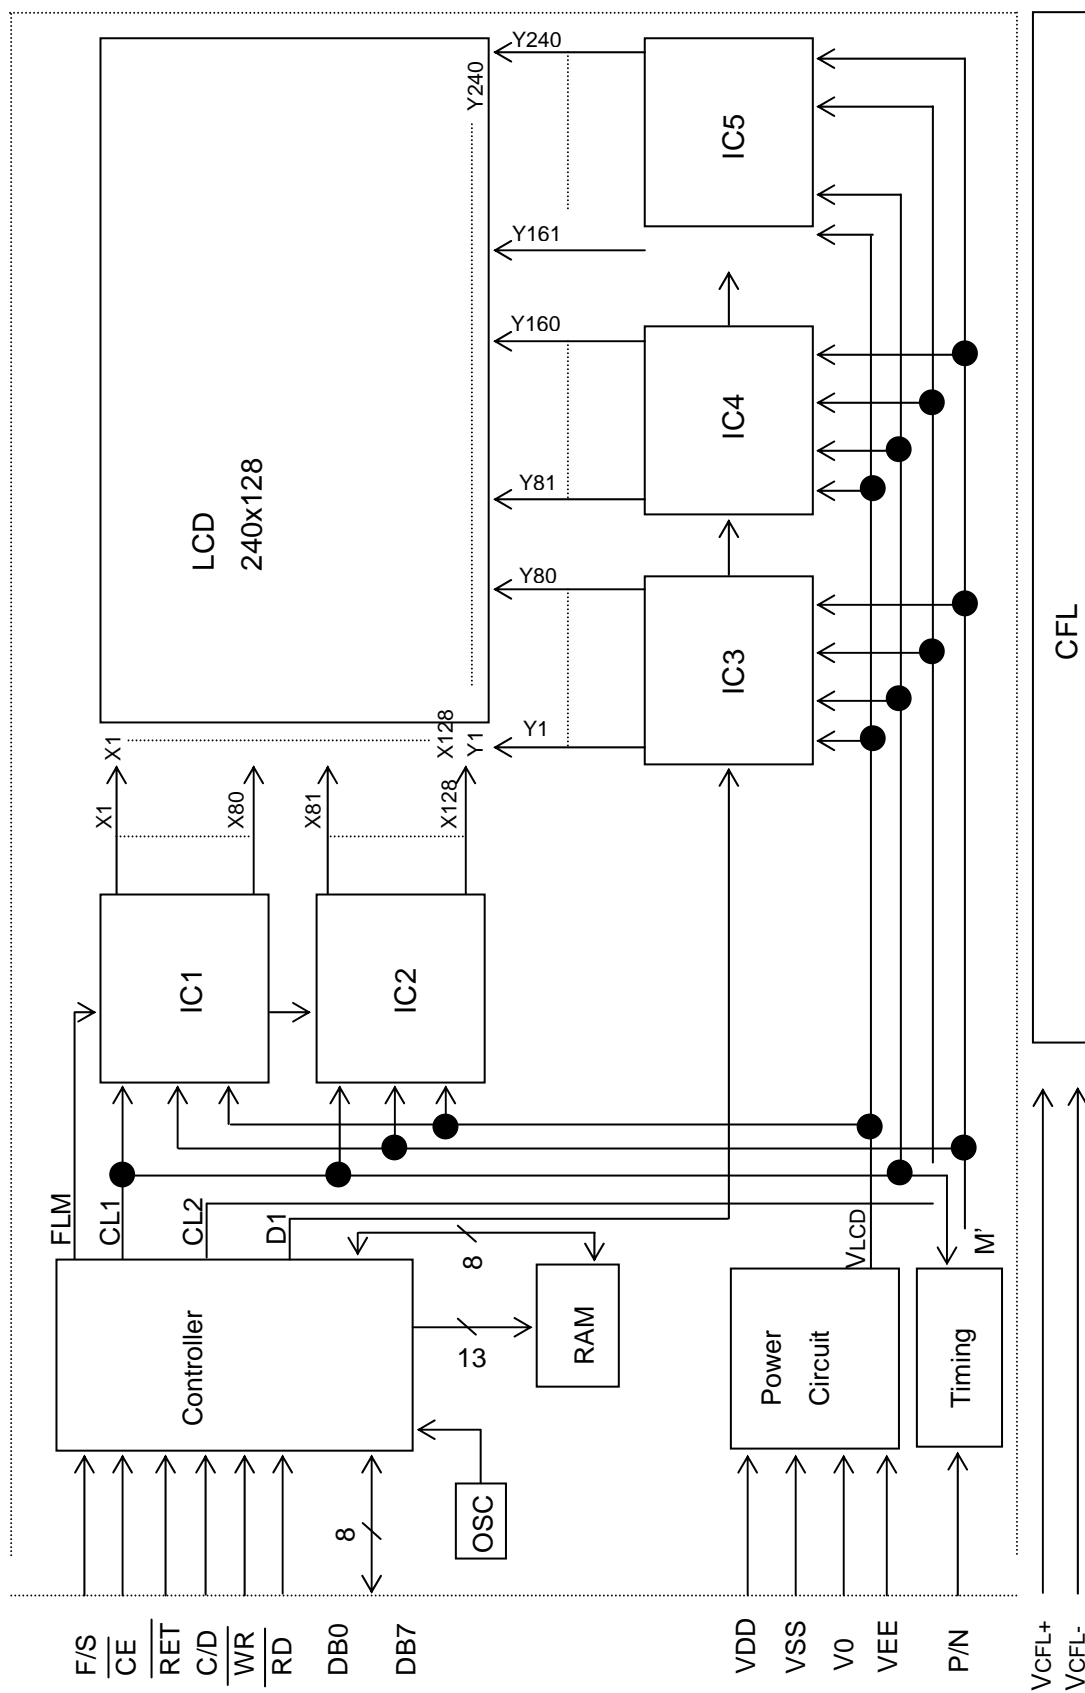 F/S
CE
RET
C/D
WR
RD
DB0
DB7
VDD
VSS
V0
VEE
P/N
VCFL+
VCFL-
8
OSC
Controller
13
8
RAM
Power
Circuit
Timing
FLM
CL1
CL2
D1
VLCD
M'
IC1
IC2
X1
X80
X81
X128
X1
X128
Y1
Y240
LCD
240x128
Y1
Y80
Y81
Y160
Y161
Y240
IC3
IC4
IC5
CFL